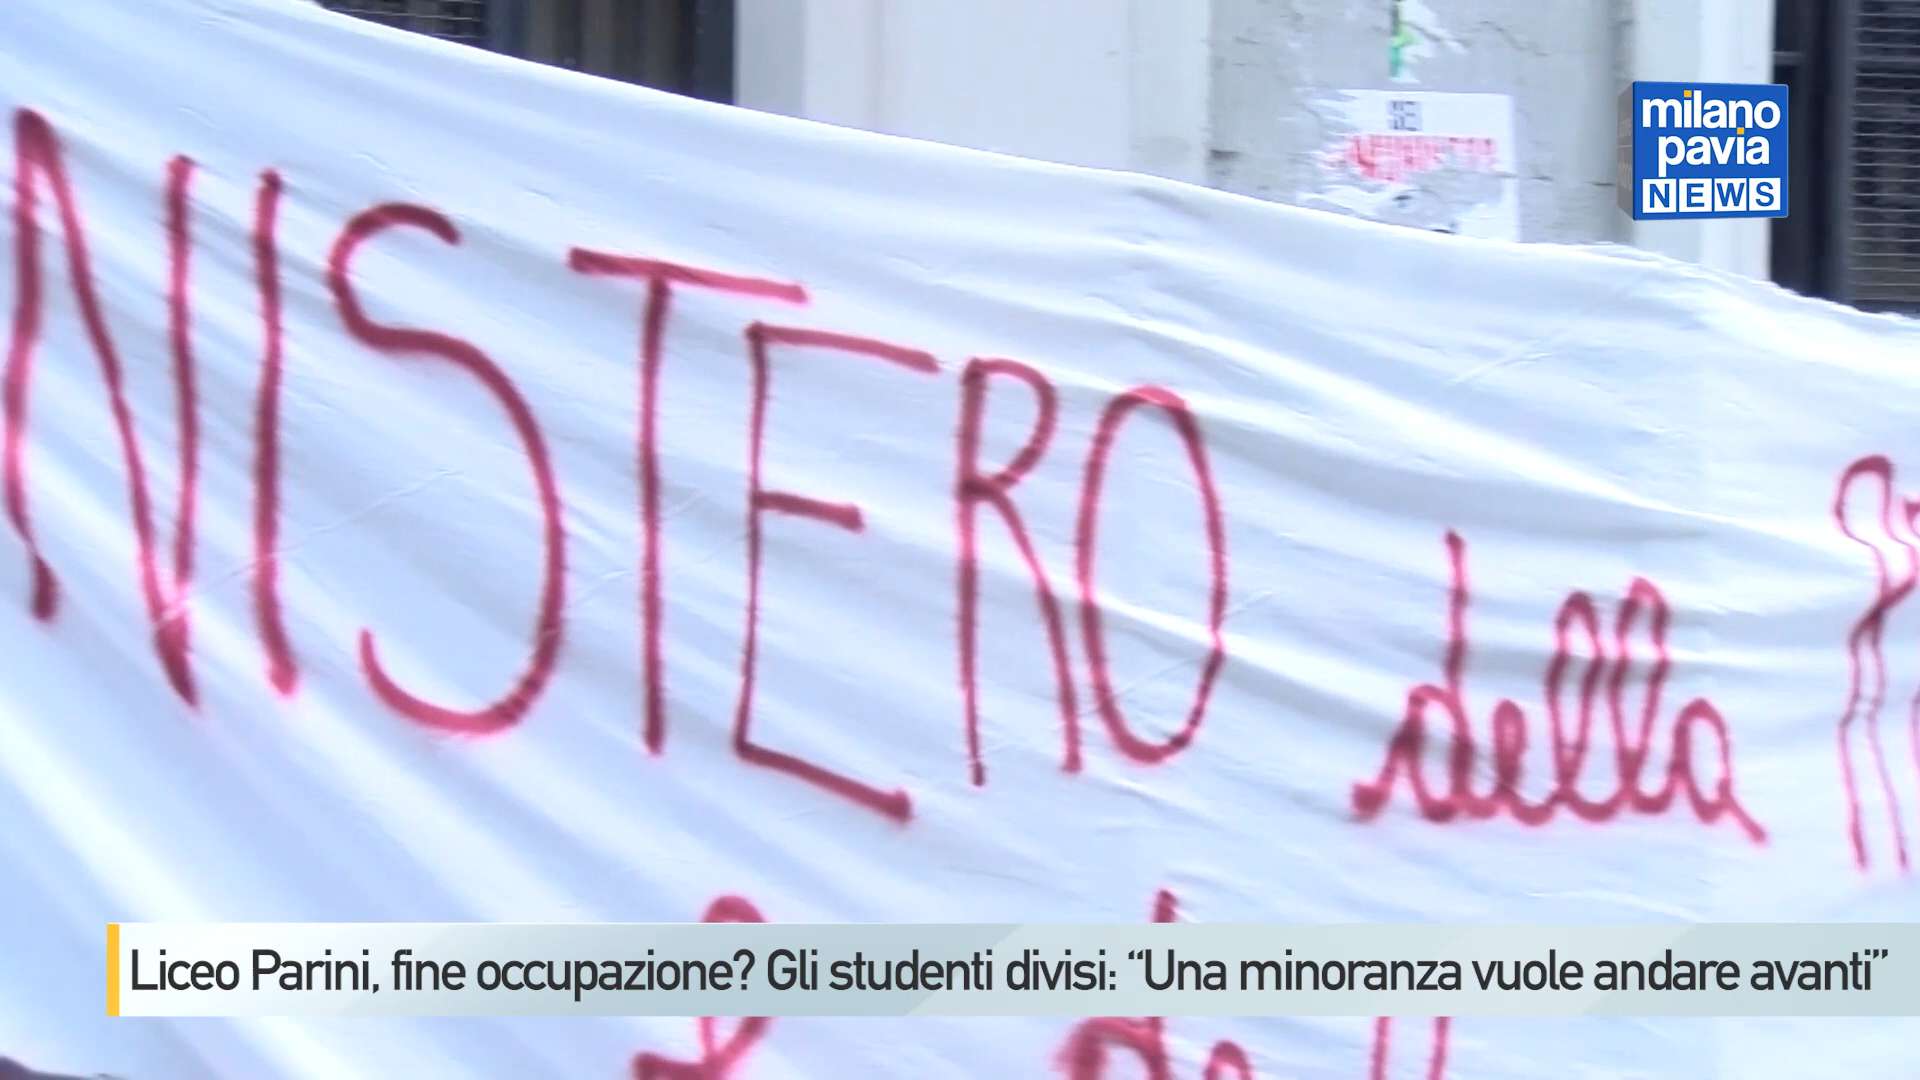 milano
pavia
NEWS
NISTERO della
Liceo Parini, fine occupazione? Gli studenti divisi: “Una minoranza vuole andare avanti”